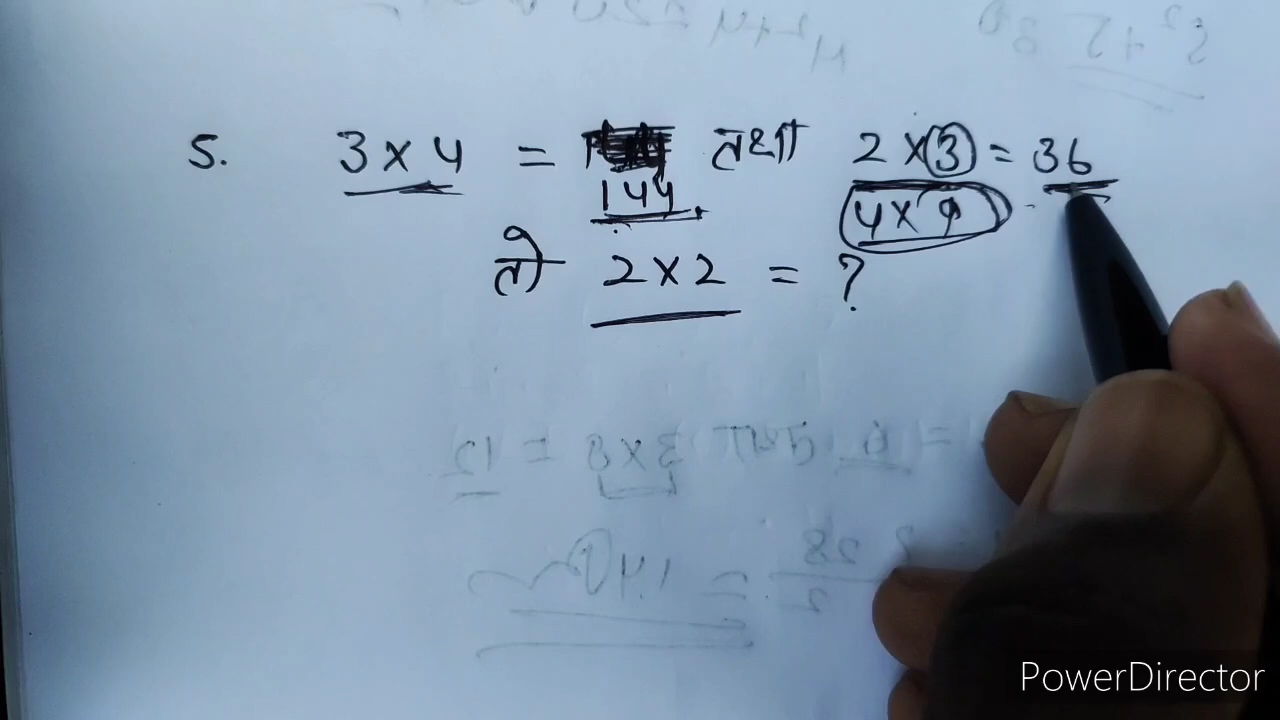 5. 3 x 4 = तथा 2 x 3 = 36
144. 4 x 9
तो 2 x 2 = ?
PowerDirector